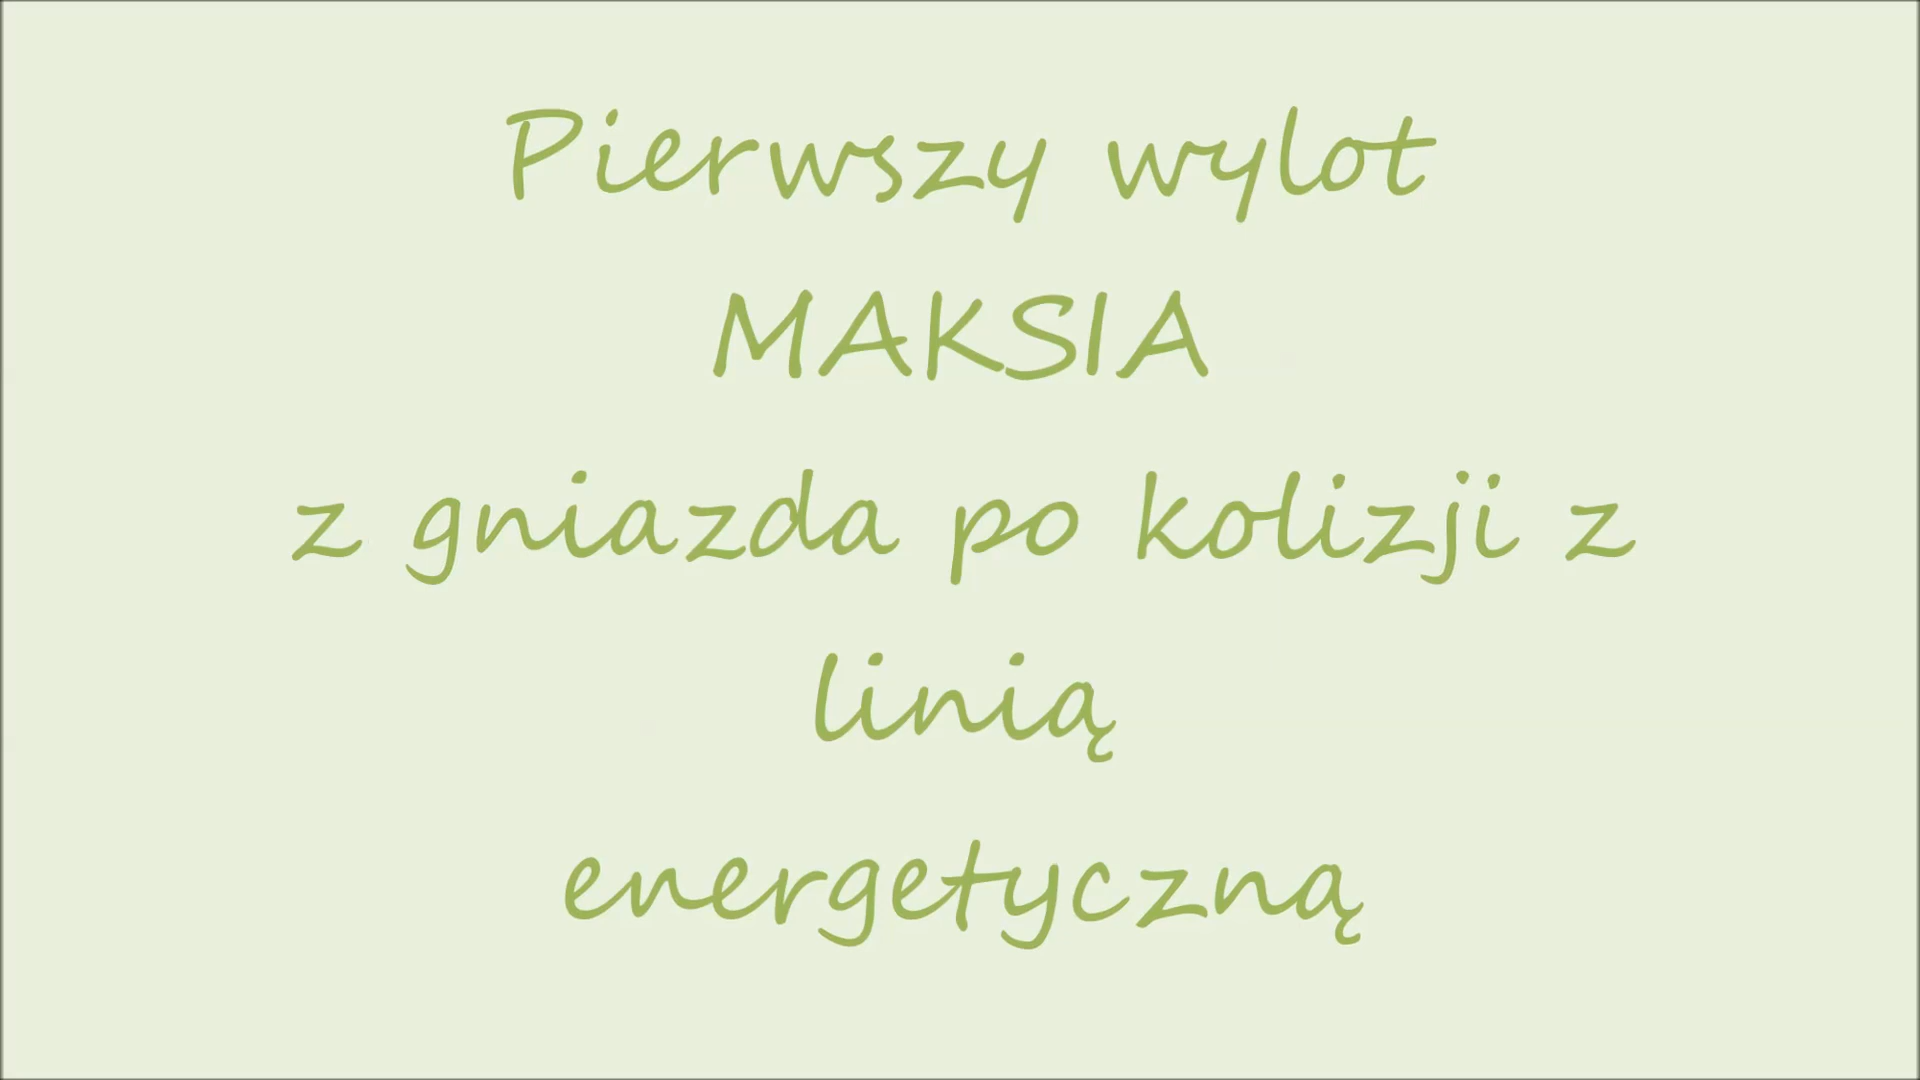 Pierwszy wylot
MAKSIA
z gniazda po kolizji z
linią
energetyczną